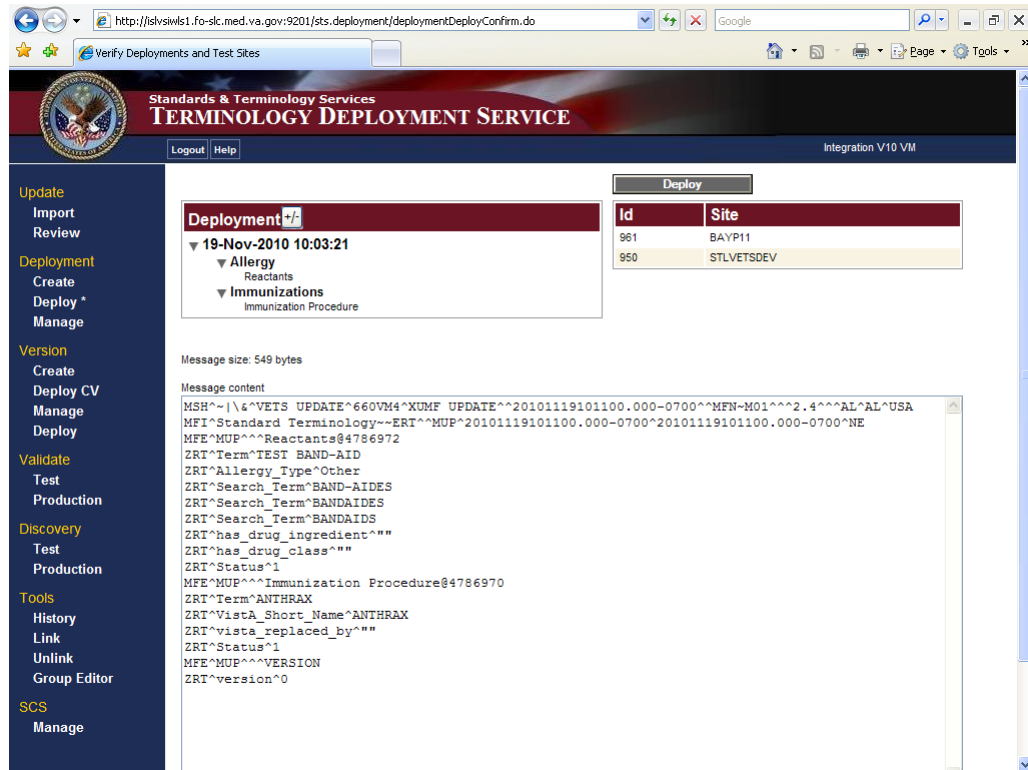 http://islvsiwls1.fo-slc.med.va.gov:9201/sts.deployment/deploymentDeployConfirm.do
Google
Verify Deployments and Test Sites
Page
Tools
»
Standards & Terminology Services
TERMINOLOGY DEPLOYMENT SERVICE
Logout Help
Integration V10 VM
Update
Import
Review
Deployment
Create
Deploy *
Manage
Version
Create
Deploy CV
Manage
Deploy
Validate
Test
Production
Discovery
Test
Production
Tools
History
Link
Unlink
Group Editor
SCS
Manage
Deployment +/-
19-Nov-2010 10:03:21
Allergy
Reactants
Immunizations
Immunization Procedure
Deploy
Id Site
961 BAYP11
950 STLVETSDEV
Message size: 549 bytes
Message content
MSH^~|\&^VETS UPDATE^660VM4^XUMF UPDATE^^20101119101100.000-0700^^MFN~M01^^^2.4^^^AL^AL^USA
MFI^Standard Terminology~~ERT^^MUP^20101119101100.000-0700^20101119101100.000-0700^NE
MFE^MUP^^^Reactants@4786972
ZRT^Term^TEST BAND-AID
ZRT^Allergy_Type^Other
ZRT^Search_Term^BAND-AIDES
ZRT^Search_Term^BANDAIDES
ZRT^Search_Term^BANDAIDS
ZRT^has_drug_ingredient^""
ZRT^has_drug_class^""
ZRT^Status^1
MFE^MUP^^^Immunization Procedure@4786970
ZRT^Term^ANTHRAX
ZRT^VistA_Short_Name^ANTHRAX
ZRT^vista_replaced_by^""
ZRT^Status^1
MFE^MUP^^^VERSION
ZRT^version^0